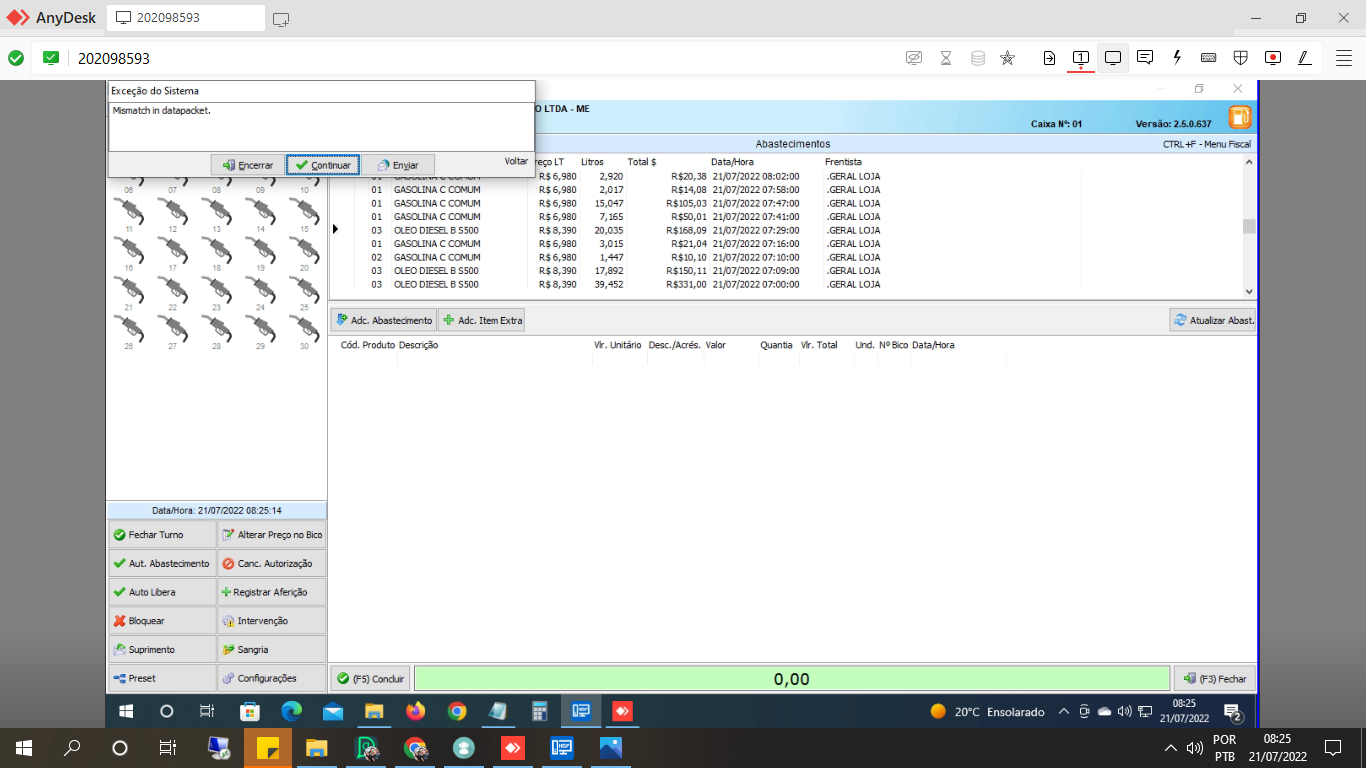 AnyDesk
202098593
202098593
Exceção do Sistema
Mismatch in datapacket.
Encerrar
Continuar
Enviar
Voltar
O LTDA - ME
Caixa Nº: 01
Versão: 2.5.0.637
Abastecimentos
CTRL+F - Menu Fiscal
reço LT Litros Total $ Data/Hora Frentista
01 GASOLINA C COMUM R$ 6,980 2,920 R$20,38 21/07/2022 08:02:00 .GERAL LOJA
01 GASOLINA C COMUM R$ 6,980 2,017 R$14,08 21/07/2022 07:58:00 .GERAL LOJA
01 GASOLINA C COMUM R$ 6,980 15,047 R$105,03 21/07/2022 07:47:00 .GERAL LOJA
01 GASOLINA C COMUM R$ 6,980 7,165 R$50,01 21/07/2022 07:41:00 .GERAL LOJA
03 OLEO DIESEL B S500 R$ 8,390 20,035 R$168,09 21/07/2022 07:29:00 .GERAL LOJA
01 GASOLINA C COMUM R$ 6,980 3,015 R$21,04 21/07/2022 07:16:00 .GERAL LOJA
02 GASOLINA C COMUM R$ 6,980 1,447 R$10,10 21/07/2022 07:10:00 .GERAL LOJA
03 OLEO DIESEL B S500 R$ 8,390 17,892 R$150,11 21/07/2022 07:09:00 .GERAL LOJA
03 OLEO DIESEL B S500 R$ 8,390 39,452 R$331,00 21/07/2022 07:00:00 .GERAL LOJA
06 07 08 09 10
11 12 13 14 15
16 17 18 19 20
21 22 23 24 25
26 27 28 29 30
Adc. Abastecimento
Adc. Item Extra
Atualizar Abast.
Cód. Produto Descrição Vlr. Unitário Desc./Acrés. Valor Quantia Vlr. Total Und. Nº Bico Data/Hora
Data/Hora: 21/07/2022 08:25:14
Fechar Turno
Alterar Preço no Bico
Aut. Abastecimento
Canc. Autorização
Auto Libera
Registrar Aferição
Bloquear
Intervenção
Suprimento
Sangria
Preset
Configurações
(F5) Concluir
0,00
(F3) Fechar
20°C Ensolarado
08:25
21/07/2022
2
POR
PTB
08:25
21/07/2022